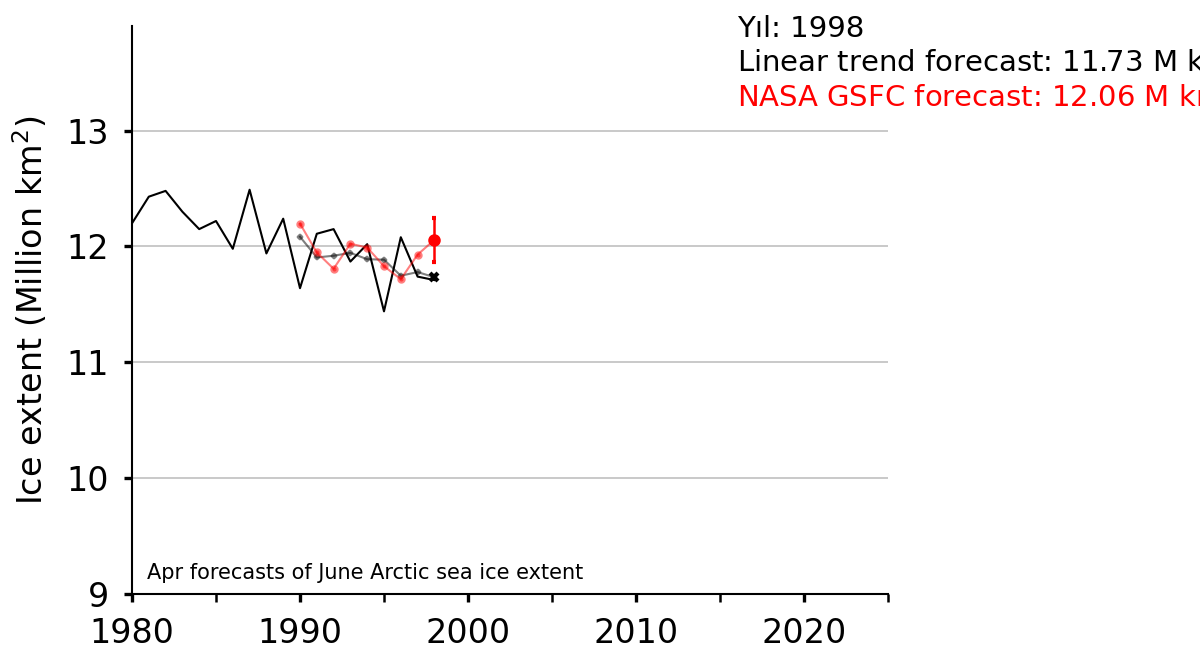 Yıl: 1998
Linear trend forecast: 11.73 M k
NASA GSFC forecast: 12.06 M k
Ice extent (Million km²)
13
12
11
10
9
Apr forecasts of June Arctic sea ice extent
1980 1990 2000 2010 2020